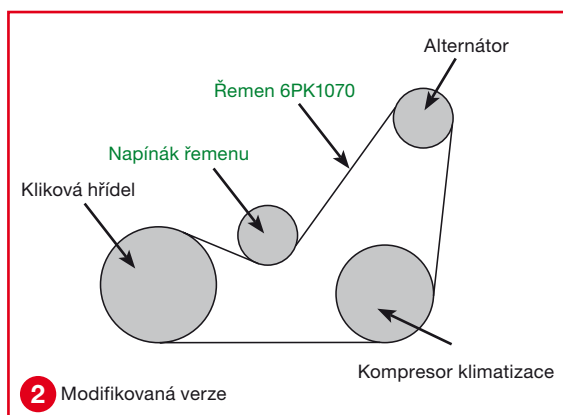 Alternátor
Řemen 6PK1070
Napínák řemenu
Kliková hřídel
Kompresor klimatizace
2 Modifikovaná verze